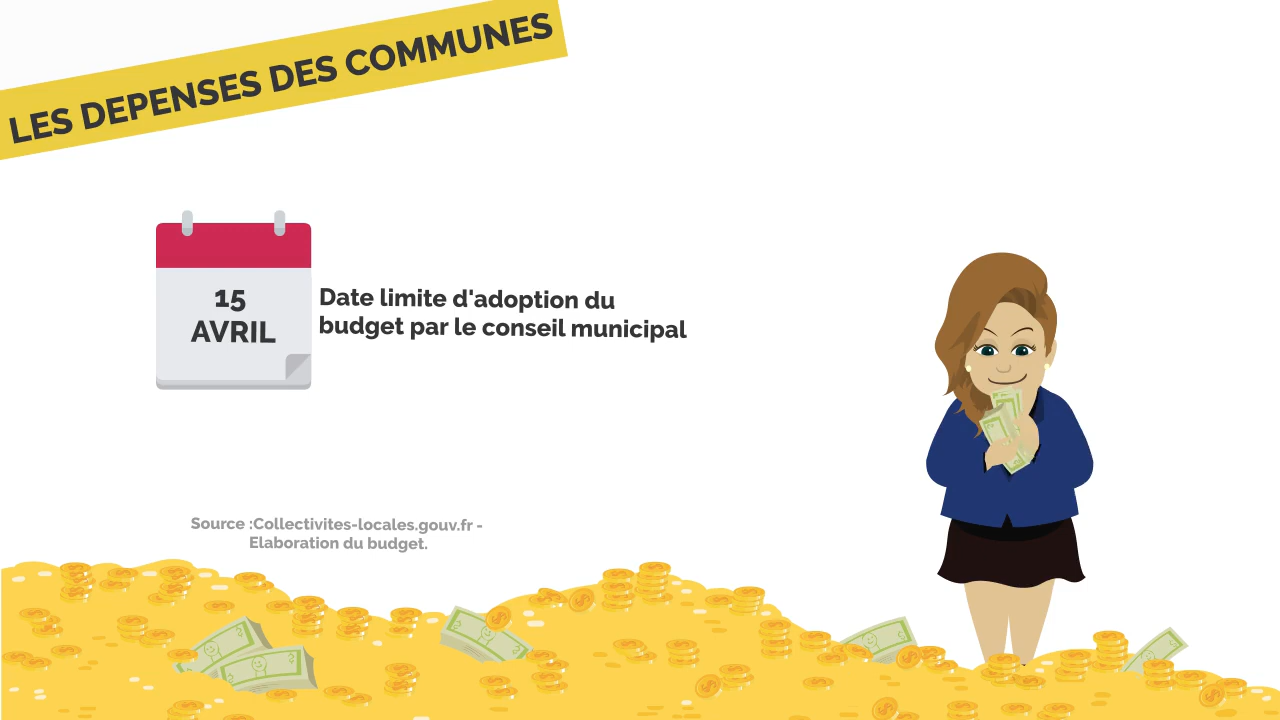 LES DEPENSES DES COMMUNES
15
AVRIL
Date limite d'adoption du
budget par le conseil municipal
Source :Collectivites-locales.gouv.fr -
Elaboration du budget.